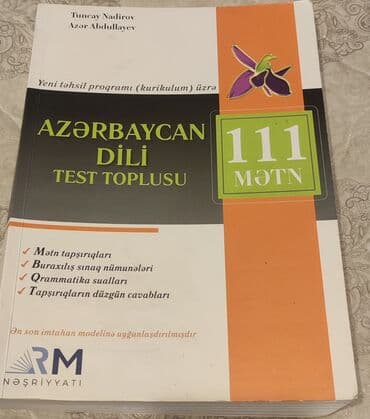 Tuncay Nadirov
Azər Abdullayev
Yeni təhsil proqramı (kurikulum) üzrə
AZƏRBAYCAN
DİLİ
TEST TOPLUSU
111
MƏTN
✓ Mətn tapşırıqları
✓ Buraxılış sınaq nümunələri
✓ Qrammatika sualları
✓ Tapşırıqların düzgün cavabları
Ən son imtahan modelinə uyğunlaşdırılmışdır
RM
NƏŞRİYYATI